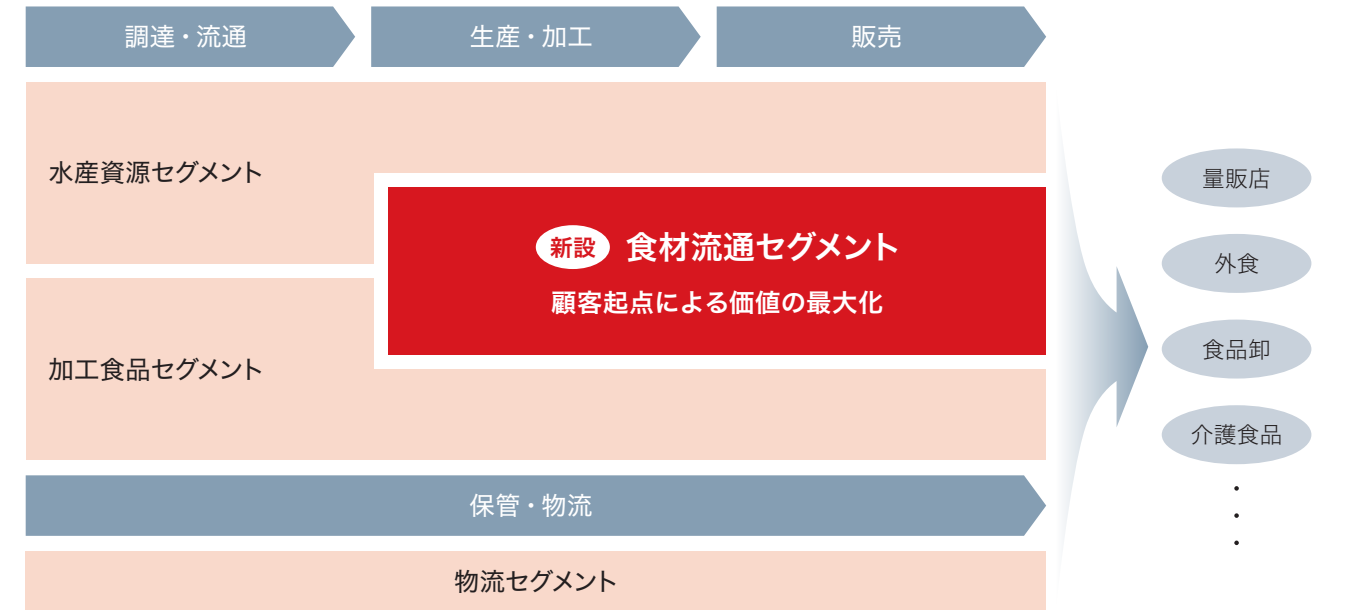 調達・流通
生産・加工
販売
水産資源セグメント
新設 食材流通セグメント
顧客起点による価値の最大化
加工食品セグメント
保管・物流
物流セグメント
量販店
外食
食品卸
介護食品
・
・
・